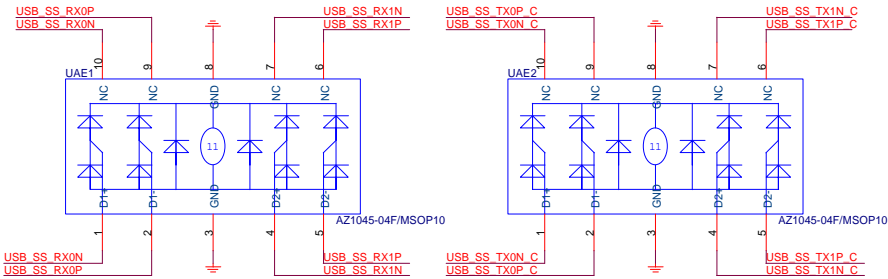 USB_SS_RX0P
USB_SS_RX0N
USB_SS_RX1N
USB_SS_RX1P
10
9
8
7
6
UAE1
NC
NC
GND
NC
NC
11
D1+
D1-
GND
D2+
D2-
AZ1045-04F/MSOP10
1
2
3
4
5
USB_SS_RX0N
USB_SS_RX0P
USB_SS_RX1P
USB_SS_RX1N
USB_SS_TX0P_C
USB_SS_TX0N_C
USB_SS_TX1N_C
USB_SS_TX1P_C
10
9
8
7
6
UAE2
NC
NC
GND
NC
NC
11
D1+
D1-
GND
D2+
D2-
AZ1045-04F/MSOP10
1
2
3
4
5
USB_SS_TX0N_C
USB_SS_TX0P_C
USB_SS_TX1P_C
USB_SS_TX1N_C